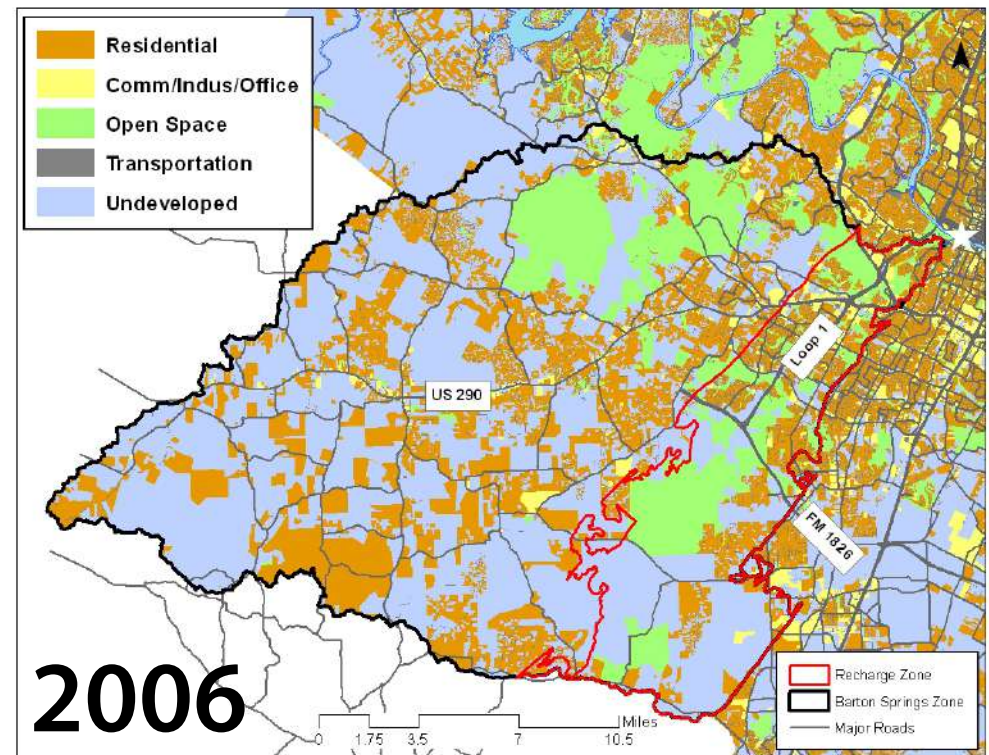 Residential
Comm/Indus/Office
Open Space
Transportation
Undeveloped
Loop 1
US 290
FM 1826
2006
Miles
0 1.75 3.5 7 10.5
Recharge Zone
Barton Springs Zone
Major Roads